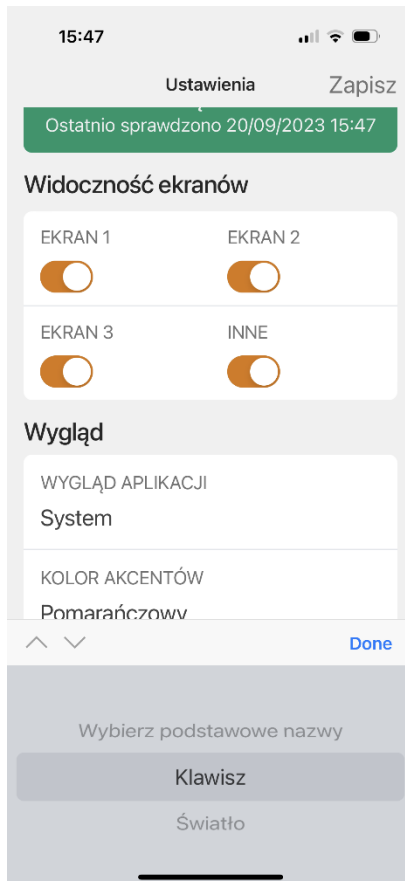 15:47
Ustawienia
Zapisz
Ostatnio sprawdzono 20/09/2023 15:47
Widoczność ekranów
EKRAN 1
EKRAN 2
EKRAN 3
INNE
Wygląd
WYGLĄD APLIKACJI
System
KOLOR AKCENTÓW
Pomarańczowy
Done
Wybierz podstawowe nazwy
Klawisz
Światło